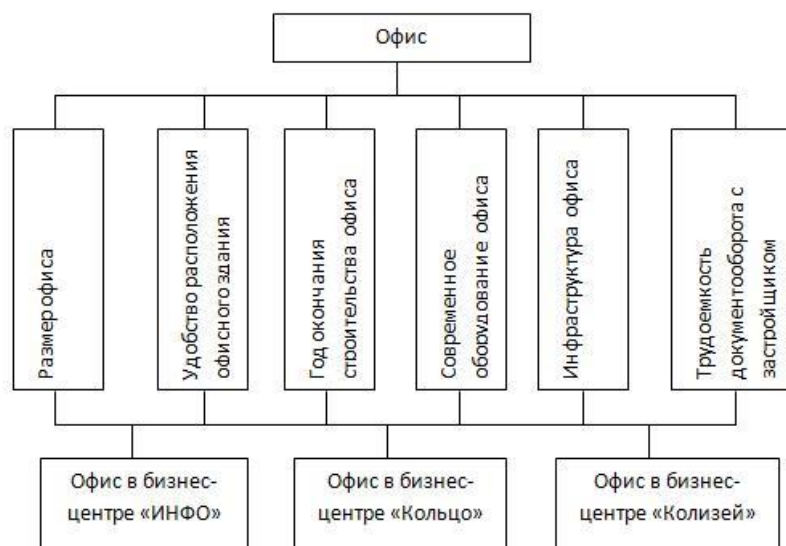 Офис
Размер офиса
Удобство расположения
офисного здания
Год окончания
строительства офиса
Современное
оборудование офиса
Инфраструктура офиса
Трудоемкость
документооборота с
застройщиком
Офис в бизнес-
центре «ИНФО»
Офис в бизнес-
центре «Кольцо»
Офис в бизнес-
центре «Колизей»